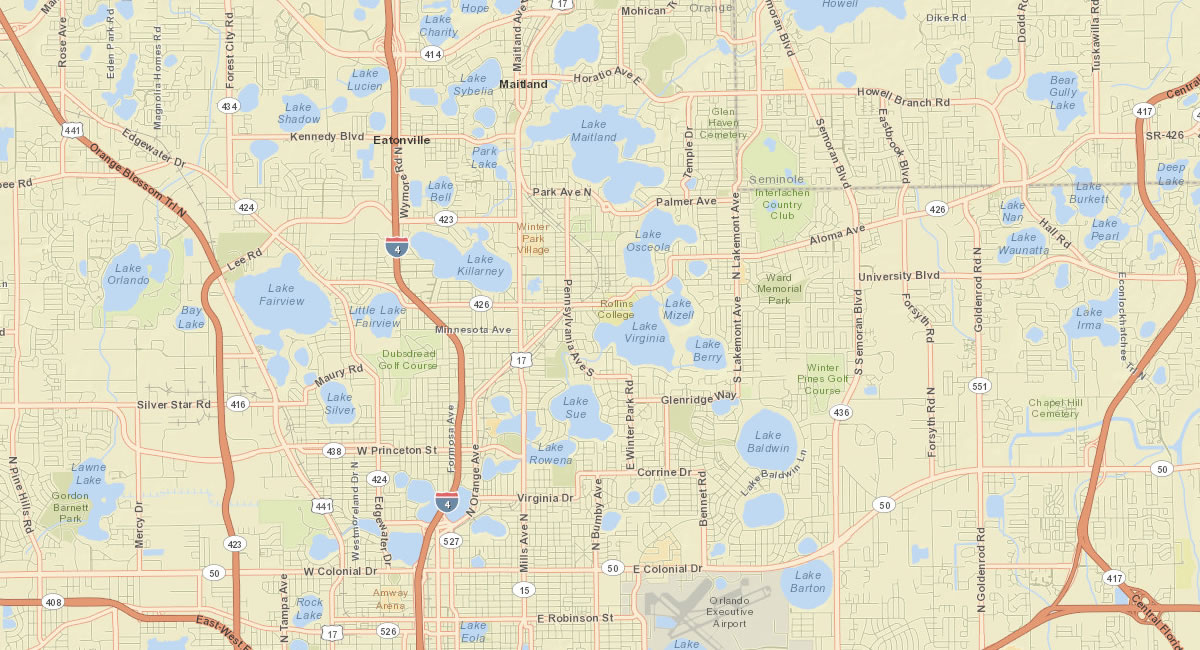 Hope
17
Mohican
Orange
Howell
Dike Rd
Dodd Rd
Tuskawilla Rd
Rose Ave
Eden Park Rd
Magnolia Homes Rd
Forest City Rd
Lake
Charity
414
Maitland Ave
Semoran Blvd
Lake
Lucien
Lake
Sybelia
Maitland
Horatio Ave E
Howell Branch Rd
Bear
Gully
Lake
Central
417
434
Lake
Shadow
Kennedy Blvd
Eatonville
Lake
Maitland
Glen
Haven
Cemetery
Temple Dr
Semoran Blvd
Eastbrook Blvd
SR-426
441
Edgewater Dr
Orange Blossom Trl N
Park
Lake
Wymore Rd N
Lake
Bell
Park Ave N
Palmer Ave
Seminole
Interlachen
Country
Club
Deep
Lake
Lake
Burkett
424
423
426
Lake
Nan
Hall Rd
Lake
Pearl
Lake
Waunatta
4
Winter
Park
Village
Lake
Osceola
N Lakemont Ave
Aloma Ave
Lee Rd
Lake
Orlando
Lake
Killarney
Ward
Memorial
Park
University Blvd
Goldenrod Rd N
Econlockhatchee Trl N
Lake
Fairview
Bay
Lake
Little Lake
Fairview
426
Pennsylvania Ave S
Rollins
College
Lake
Mizell
Lake
Virginia
S Lakemont Ave
S Semoran Blvd
Forsyth Rd
Lake
Irma
Minnesota Ave
Dubsdread
Golf Course
17
Lake
Berry
Maury Rd
Winter
Pines Golf
Course
551
Silver Star Rd
416
Lake
Silver
Formosa Ave
Lake
Sue
E Winter Park Rd
Glenridge Way
436
Forsyth Rd N
Chapel Hill
Cemetery
N Pine Hills Rd
438
W Princeton St
N Orange Ave
Lake
Rowena
Lake
Baldwin
Lake Baldwin Ln
Lawne
Lake
Gordon
Barnett
Park
Mercy Dr
Westmoreland Dr N
424
Edgewater Dr
441
4
Virginia Dr
Corrine Dr
Bennet Rd
N Bumby Ave
50
50
423
527
Mills Ave N
50
W Colonial Dr
50
E Colonial Dr
N Goldenrod Rd
Lake
Barton
417
408
East-West
N Tampa Ave
Rock
Lake
Amway
Arena
15
Orlando
Executive
Airport
Central Florid
17
526
Lake
Eola
E Robinson St
Lake